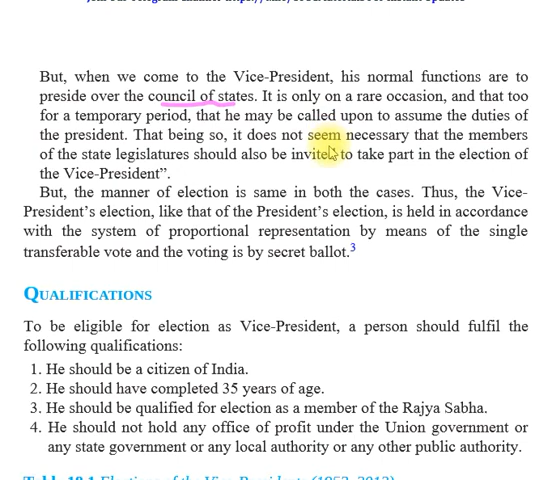 But, when we come to the Vice-President, his normal functions are to
preside over the council of states. It is only on a rare occasion, and that too
for a temporary period, that he may be called upon to assume the duties of
the president. That being so, it does not seem necessary that the members
of the state legislatures should also be invited to take part in the election of
the Vice-President”.
But, the manner of election is same in both the cases. Thus, the Vice-
President’s election, like that of the President’s election, is held in accordance
with the system of proportional representation by means of the single
transferable vote and the voting is by secret ballot.3
QUALIFICATIONS
To be eligible for election as Vice-President, a person should fulfil the
following qualifications:
1. He should be a citizen of India.
2. He should have completed 35 years of age.
3. He should be qualified for election as a member of the Rajya Sabha.
4. He should not hold any office of profit under the Union government or
any state government or any local authority or any other public authority.